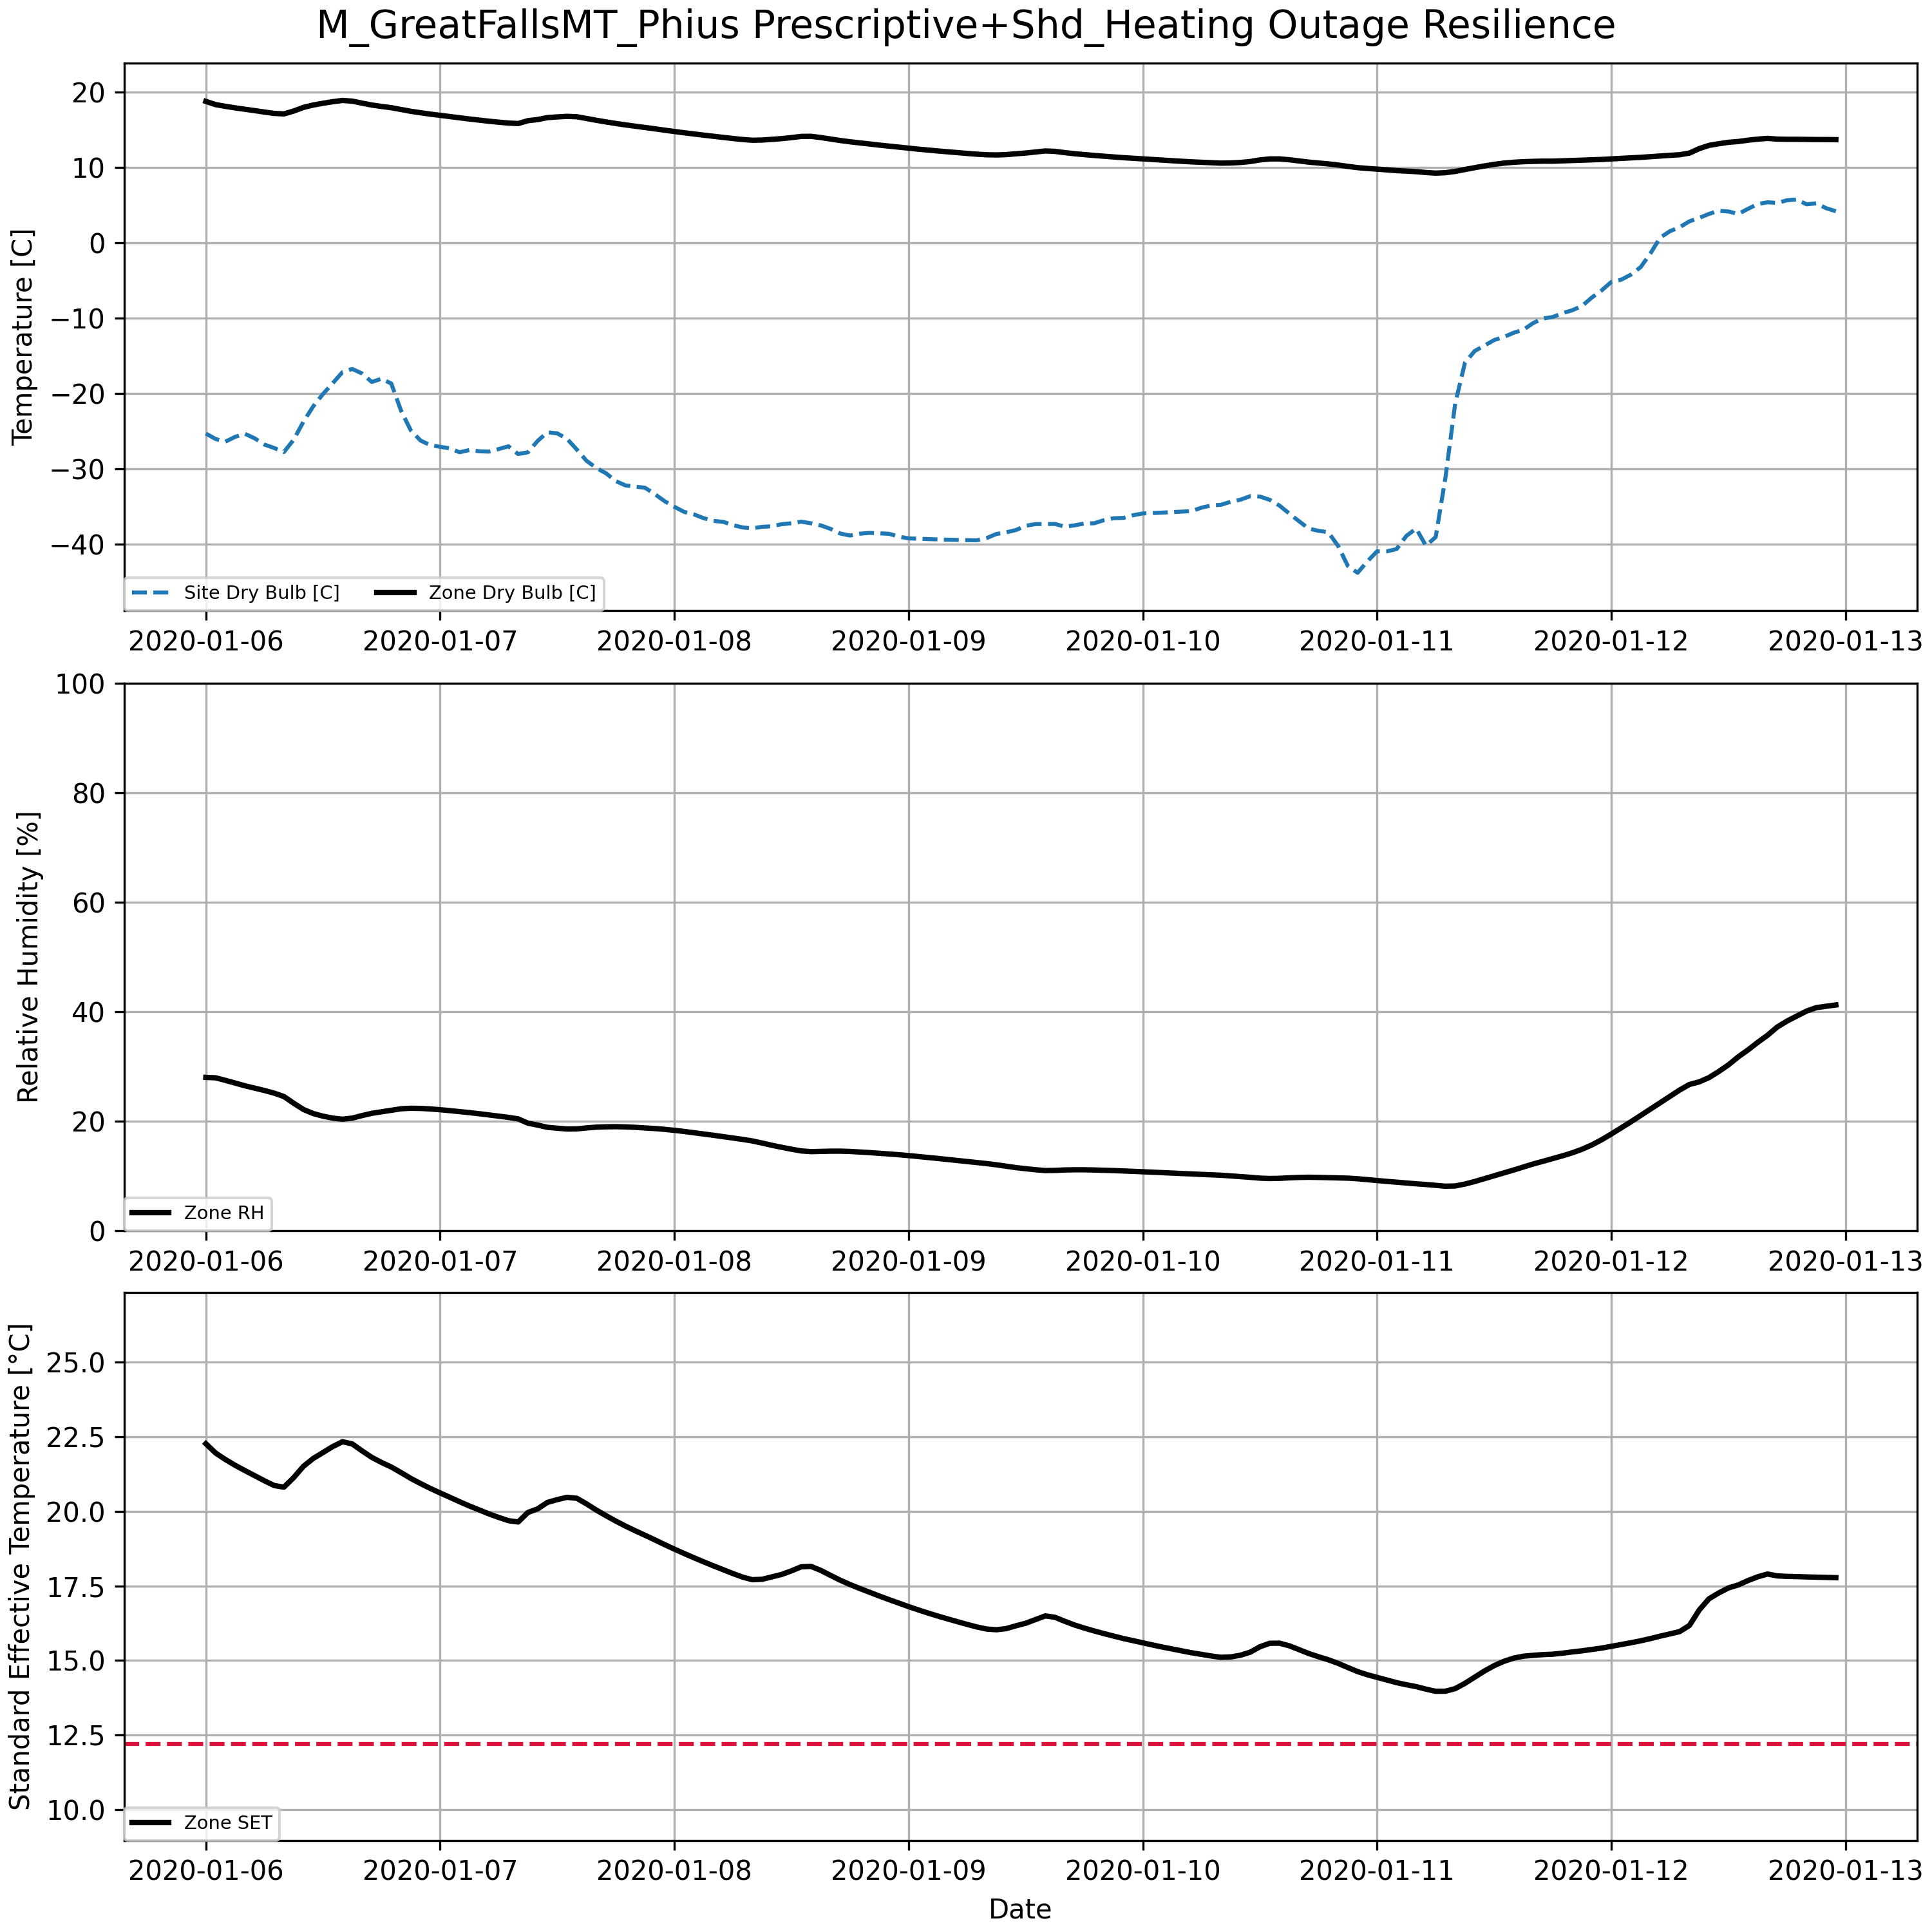 M_GreatFallsMT_Phius Prescriptive+Shd_Heating Outage Resilience
Temperature [C]
20
10
0
−10
−20
−30
−40
Site Dry Bulb [C] Zone Dry Bulb [C]
2020-01-06 2020-01-07 2020-01-08 2020-01-09 2020-01-10 2020-01-11 2020-01-12 2020-01-13
Relative Humidity [%]
100
80
60
40
20
0
Zone RH
2020-01-06 2020-01-07 2020-01-08 2020-01-09 2020-01-10 2020-01-11 2020-01-12 2020-01-13
Standard Effective Temperature [°C]
25.0
22.5
20.0
17.5
15.0
12.5
10.0
Zone SET
2020-01-06 2020-01-07 2020-01-08 2020-01-09 2020-01-10 2020-01-11 2020-01-12 2020-01-13
Date